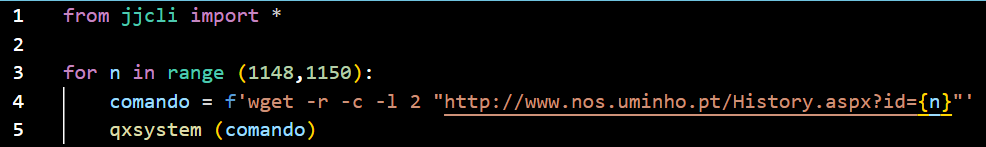 1 from jjcli import *
2
3 for n in range (1148,1150):
4     comando = f'wget -r -c -l 2 "http://www.nos.uminho.pt/History.aspx?id={n}"'
5     qxsystem (comando)